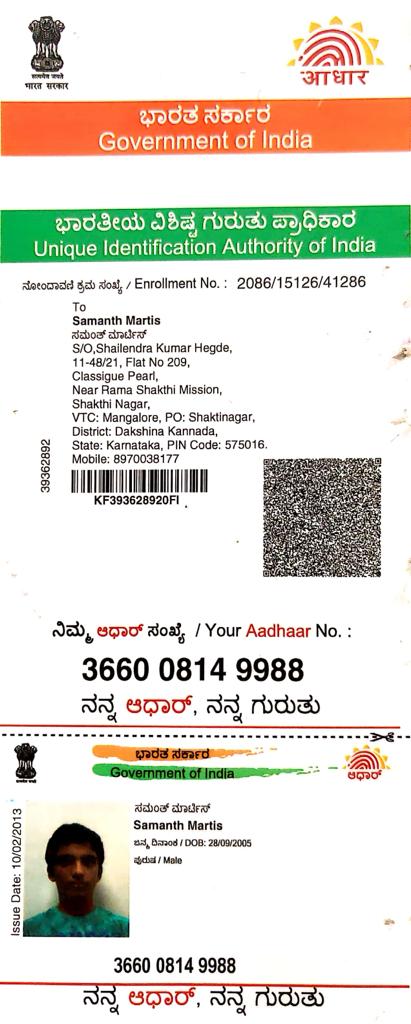 सत्यमेव जयते
भारत सरकार
आधार
ಭಾರತ ಸರ್ಕಾರ
Government of India
ಭಾರತೀಯ ವಿಶಿಷ್ಟ ಗುರುತು ಪ್ರಾಧಿಕಾರ
Unique Identification Authority of India
ನೋಂದಾವಣಿ ಕ್ರಮ ಸಂಖ್ಯೆ / Enrollment No. : 2086/15126/41286
To
Samanth Martis
ಸಮಂತ್ ಮಾರ್ಟಿಸ್
S/O,Shailendra Kumar Hegde,
11-48/21, Flat No 209,
Classigue Pearl,
Near Rama Shakthi Mission,
Shakthi Nagar,
VTC: Mangalore, PO: Shaktinagar,
District: Dakshina Kannada,
State: Karnataka, PIN Code: 575016.
Mobile: 8970038177
39362892
KF393628920FI
ನಿಮ್ಮ ಆಧಾರ್ ಸಂಖ್ಯೆ / Your Aadhaar No. :
3660 0814 9988
ನನ್ನ ಆಧಾರ್, ನನ್ನ ಗುರುತು
ಭಾರತ ಸರ್ಕಾರ
Government of India
ಆಧಾರ್
Issue Date: 10/02/2013
ಸಮಂತ್ ಮಾರ್ಟಿಸ್
Samanth Martis
ಜನ್ಮ ದಿನಾಂಕ / DOB: 28/09/2005
ಪುರುಷ / Male
3660 0814 9988
ನನ್ನ ಆಧಾರ್, ನನ್ನ ಗುರುತು